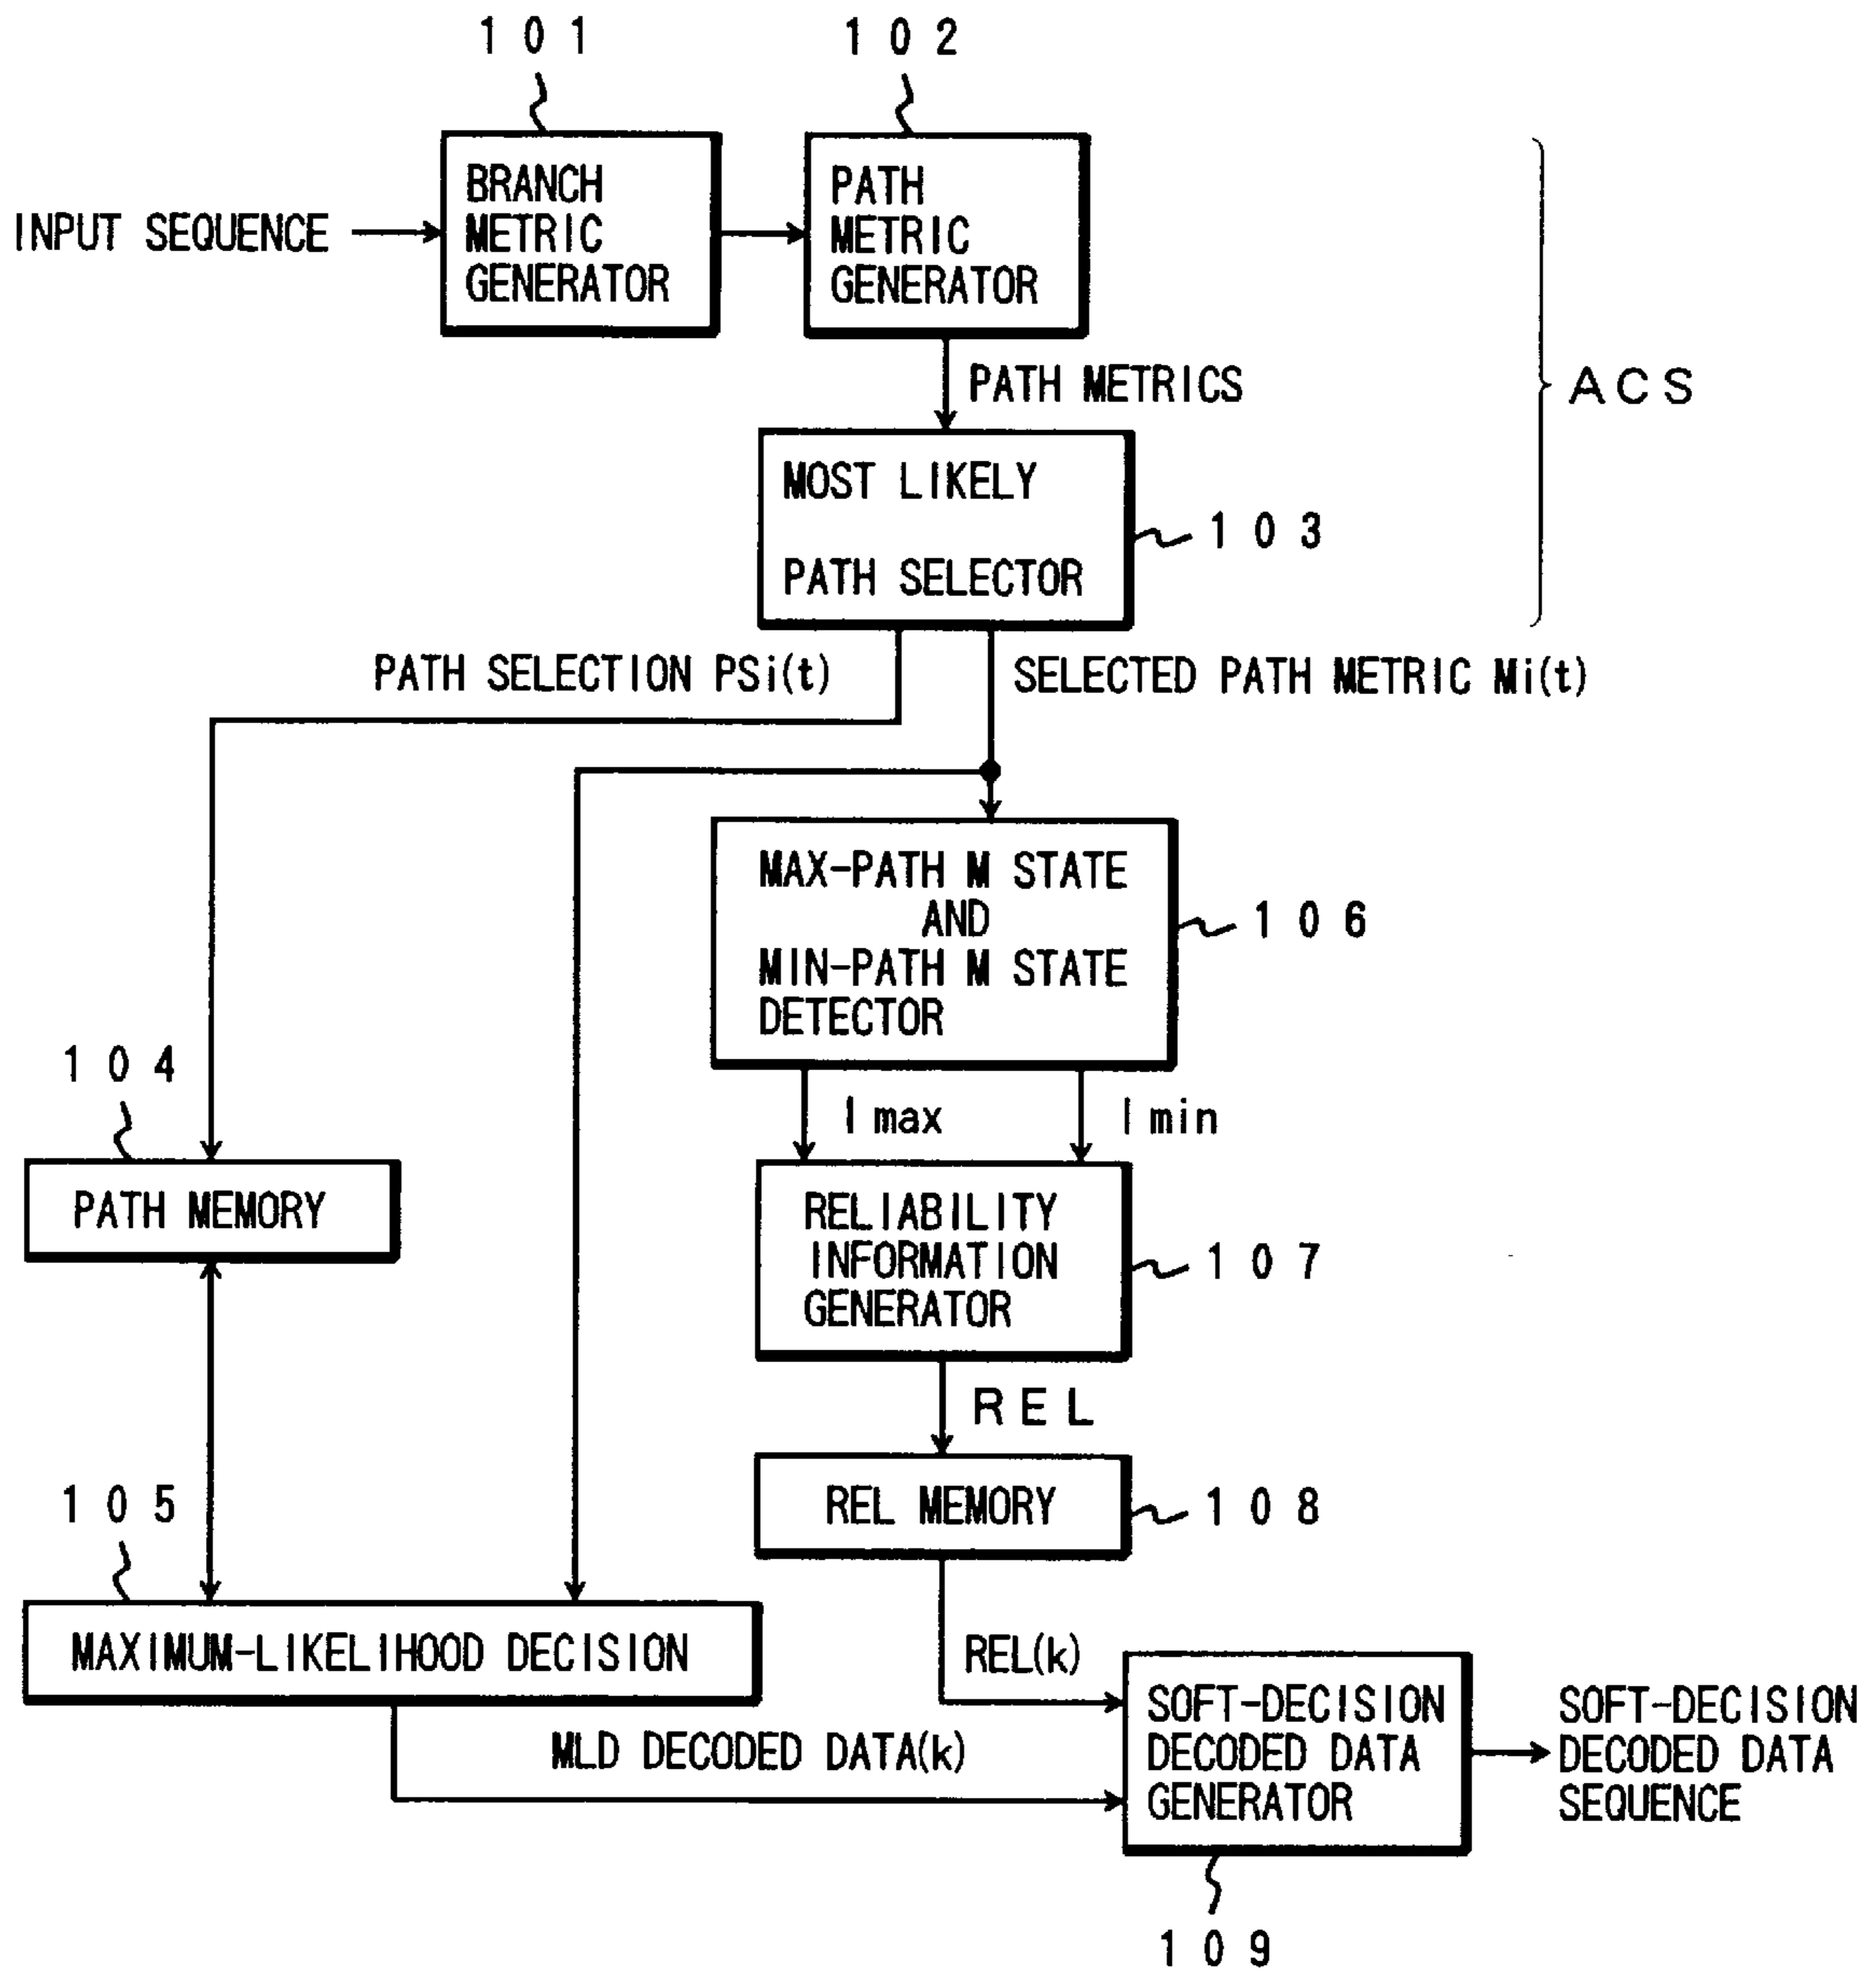 101
102
BRANCH
METRIC
GENERATOR
PATH
METRIC
GENERATOR
INPUT SEQUENCE
PATH METRICS
ACS
MOST LIKELY
PATH SELECTOR
103
PATH SELECTION PSi(t)
SELECTED PATH METRIC Mi(t)
MAX-PATH M STATE
AND
MIN-PATH M STATE
DETECTOR
106
104
I max
I min
PATH MEMORY
RELIABILITY
INFORMATION
GENERATOR
107
REL
105
REL MEMORY
108
MAXIMUM-LIKELIHOOD DECISION
REL(k)
MLD DECODED DATA(k)
SOFT-DECISION
DECODED DATA
GENERATOR
SOFT-DECISION
DECODED DATA
SEQUENCE
109